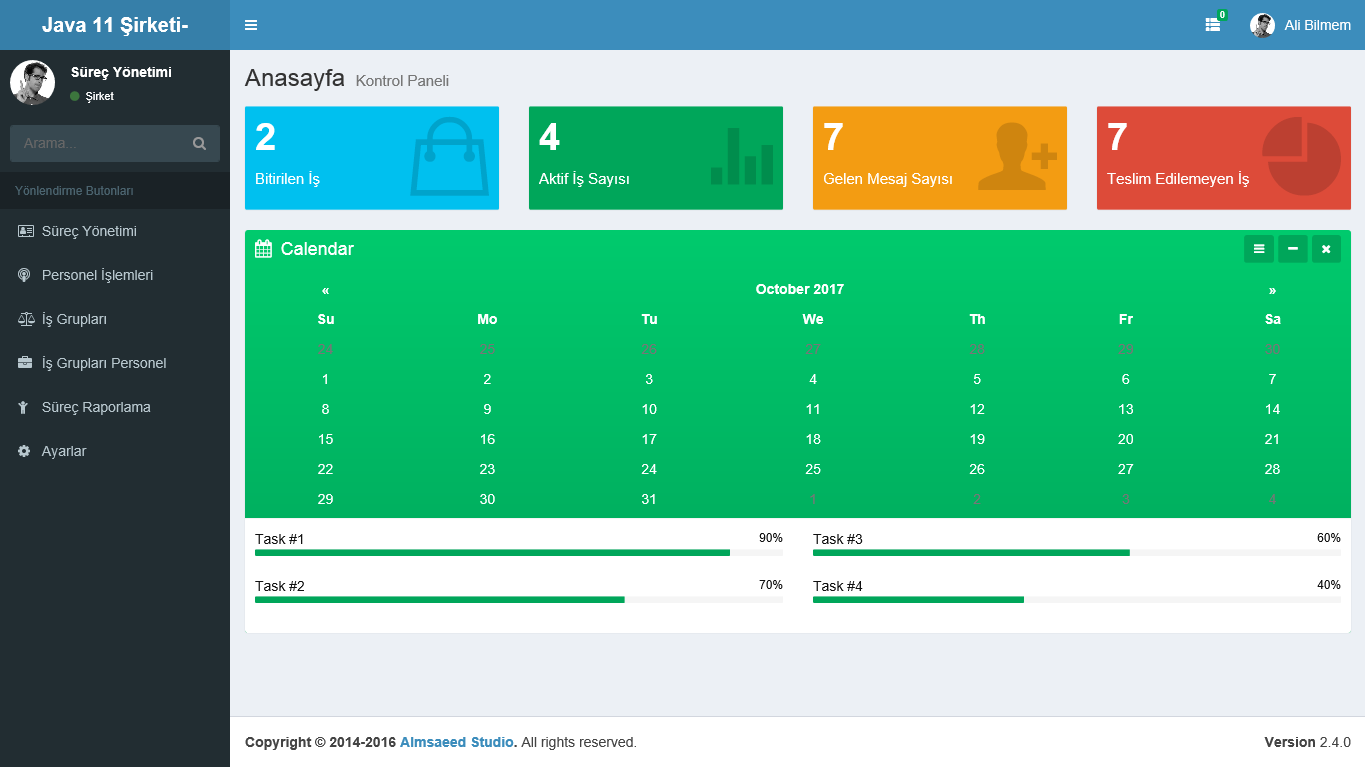 Java 11 Şirketi-
0
Ali Bilmem
Süreç Yönetimi
Şirket
Arama...
Yönlendirme Butonları
Süreç Yönetimi
Personel İşlemleri
İş Grupları
İş Grupları Personel
Süreç Raporlama
Ayarlar
Anasayfa Kontrol Paneli
2
Bitirilen İş
4
Aktif İş Sayısı
7
Gelen Mesaj Sayısı
7
Teslim Edilemeyen İş
Calendar
« October 2017 »
Su Mo Tu We Th Fr Sa
24 25 26 27 28 29 30
1 2 3 4 5 6 7
8 9 10 11 12 13 14
15 16 17 18 19 20 21
22 23 24 25 26 27 28
29 30 31 1 2 3 4
Task #1 90%
Task #3 60%
Task #2 70%
Task #4 40%
Copyright © 2014-2016 Almsaeed Studio. All rights reserved.
Version 2.4.0